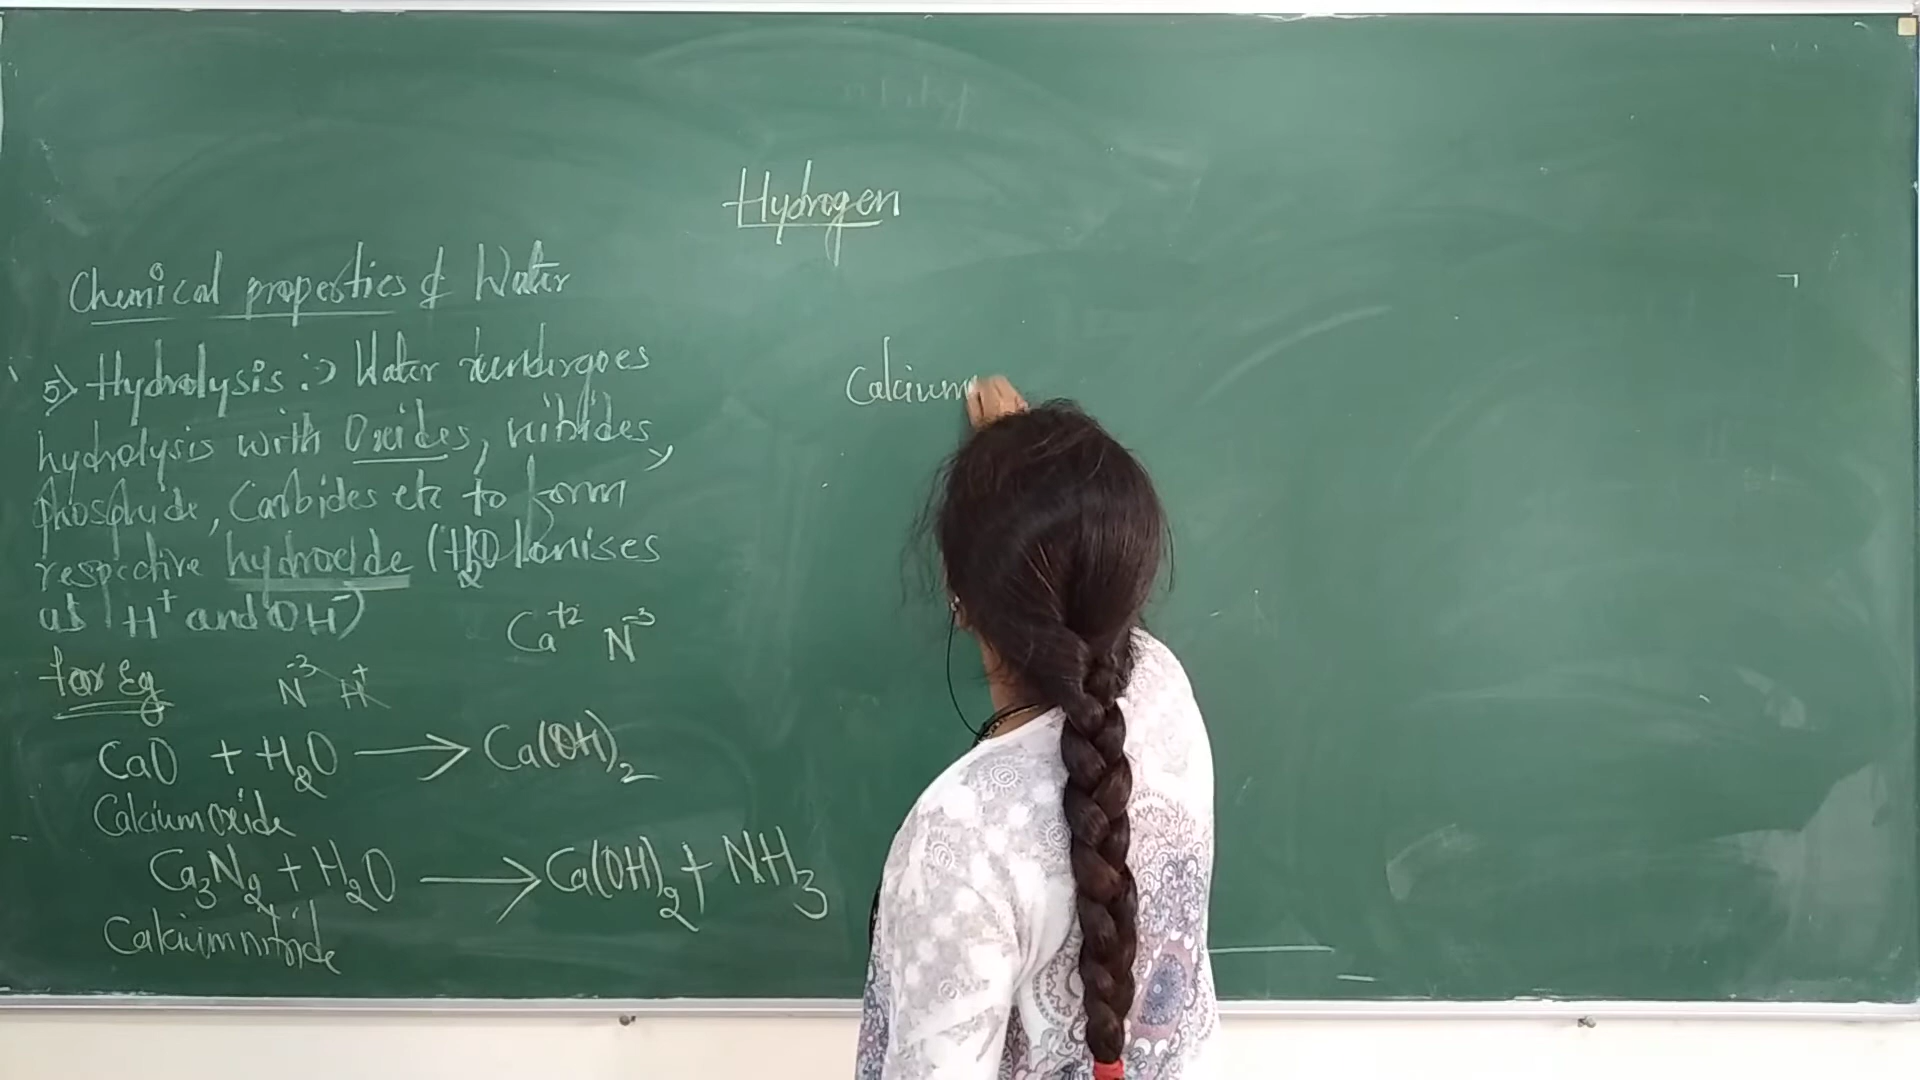 Hydrogen
Chemical properties of Water
5) Hydrolysis :-> Water undergoes
hydrolysis with Oxides, nitrides,
phosphide, Carbides etc to form
respective hydroxide (H₂O Ionises
as H⁺ and OH⁻)
Ca⁺² N⁻³
for Eg N⁻³ H⁺
CaO + H₂O → Ca(OH)₂
Calcium oxide
Ca₃N₂ + H₂O → Ca(OH)₂ + NH₃
Calcium nitride
Calcium